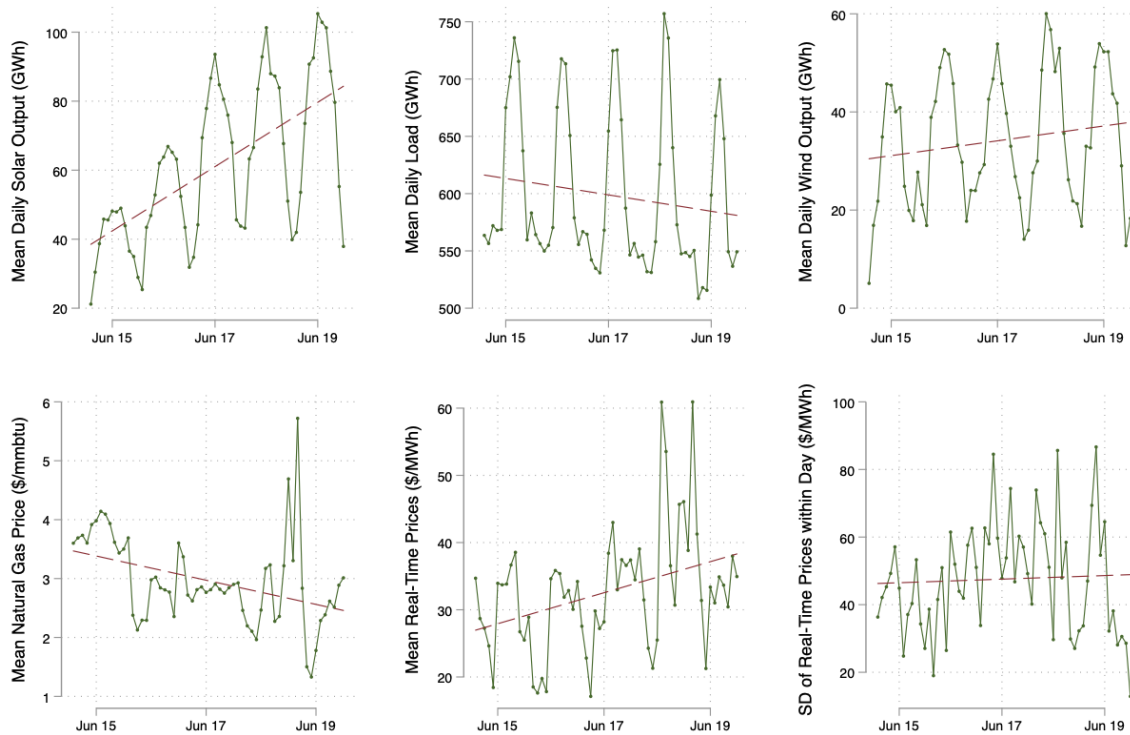 Mean Daily Solar Output (GWh)
100
80
60
40
20
Jun 15 Jun 17 Jun 19
Mean Daily Load (GWh)
750
700
650
600
550
500
Jun 15 Jun 17 Jun 19
Mean Daily Wind Output (GWh)
60
40
20
0
Jun 15 Jun 17 Jun 19
Mean Natural Gas Price ($/mmbtu)
6
5
4
3
2
1
Jun 15 Jun 17 Jun 19
Mean Real-Time Prices ($/MWh)
60
50
40
30
20
Jun 15 Jun 17 Jun 19
SD of Real-Time Prices within Day ($/MWh)
100
80
60
40
20
Jun 15 Jun 17 Jun 19